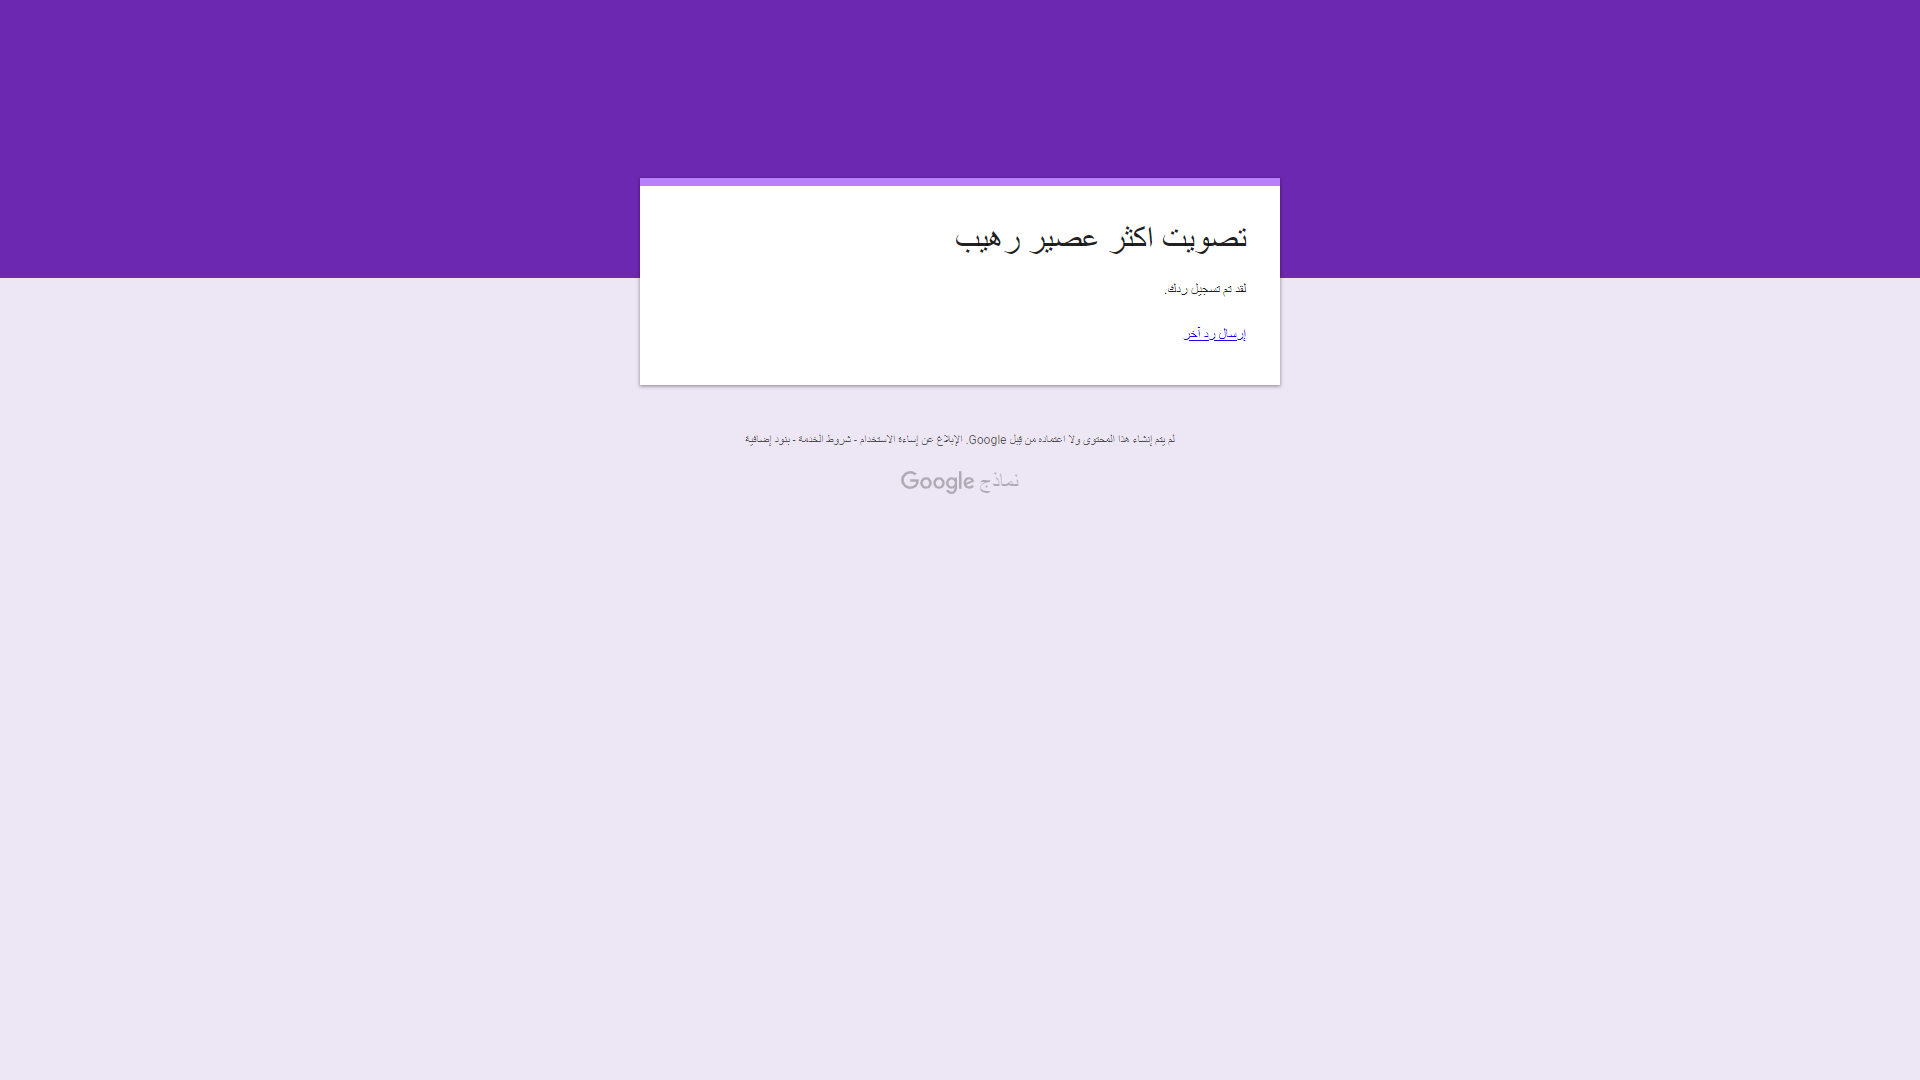 تصويت اكثر عصير رهيب
لقد تم تسجيل ردك.
إرسال رد آخر
لم يتم إنشاء هذا المحتوى ولا اعتماده من قبل Google. الإبلاغ عن إساءة الاستخدام - شروط الخدمة - بنود إضافية
نماذج Google